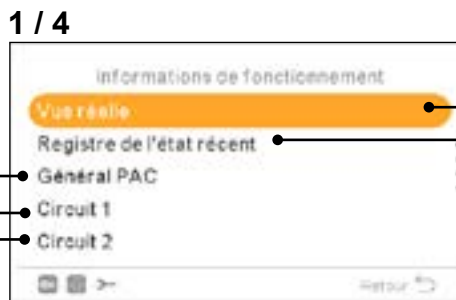 1 / 4
Informations de fonctionnement
Vue réelle
Registre de l'état récent
Général PAC
Circuit 1
Circuit 2
Retour